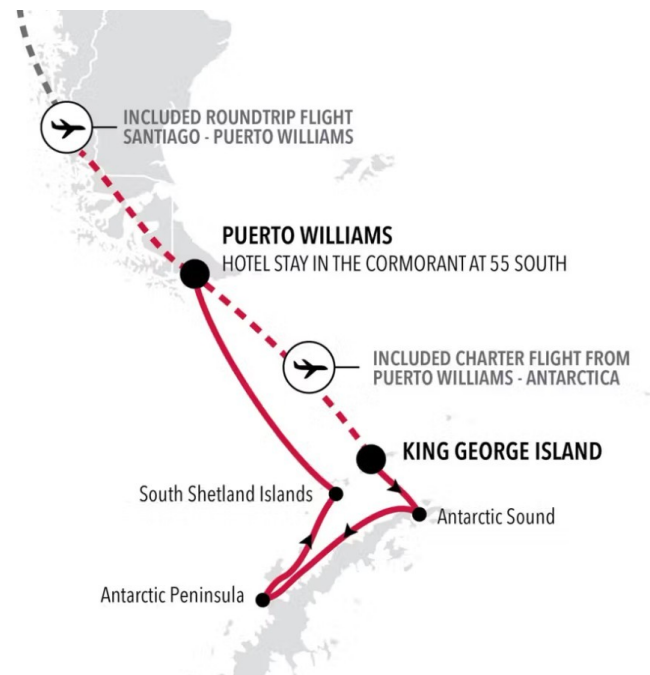 INCLUDED ROUNDTRIP FLIGHT
SANTIAGO - PUERTO WILLIAMS
PUERTO WILLIAMS
HOTEL STAY IN THE CORMORANT AT 55 SOUTH
INCLUDED CHARTER FLIGHT FROM
PUERTO WILLIAMS - ANTARCTICA
KING GEORGE ISLAND
South Shetland Islands
Antarctic Sound
Antarctic Peninsula